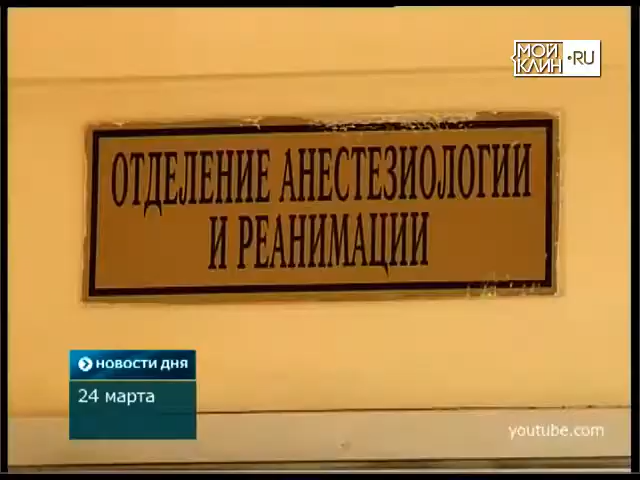 МОЙ
КЛИН
.RU
ОТДЕЛЕНИЕ АНЕСТЕЗИОЛОГИИ
И РЕАНИМАЦИИ
НОВОСТИ ДНЯ
24 марта
youtube.com